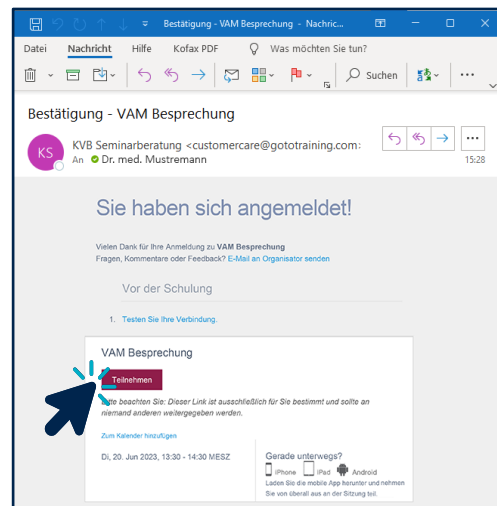 Bestätigung - VAM Besprechung - Nachric...
Datei Nachricht Hilfe Kofax PDF Was möchten Sie tun?
Suchen
Bestätigung - VAM Besprechung
KS
KVB Seminarberatung <customercare@gototraining.com>
An Dr. med. Mustremann
15:28
Sie haben sich angemeldet!
Vielen Dank für Ihre Anmeldung zu VAM Besprechung
Fragen, Kommentare oder Feedback? E-Mail an Organisator senden
Vor der Schulung
1. Testen Sie Ihre Verbindung.
VAM Besprechung
Teilnehmen
Bitte beachten Sie: Dieser Link ist ausschließlich für Sie bestimmt und sollte an
niemand anderen weitergegeben werden.
Zum Kalender hinzufügen
Di, 20. Jun 2023, 13:30 - 14:30 MESZ
Gerade unterwegs?
iPhone iPad Android
Laden Sie die mobile App herunter und nehmen
Sie von überall aus an der Sitzung teil.